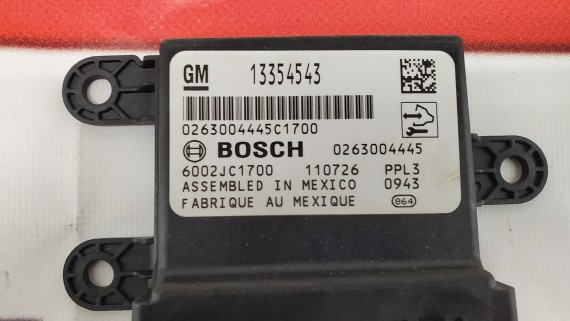 GM 13354543
0263004445C1700
BOSCH 0263004445
6002JC1700 110726 PPL3
ASSEMBLED IN MEXICO 0943
FABRIQUE AU MEXIQUE 864